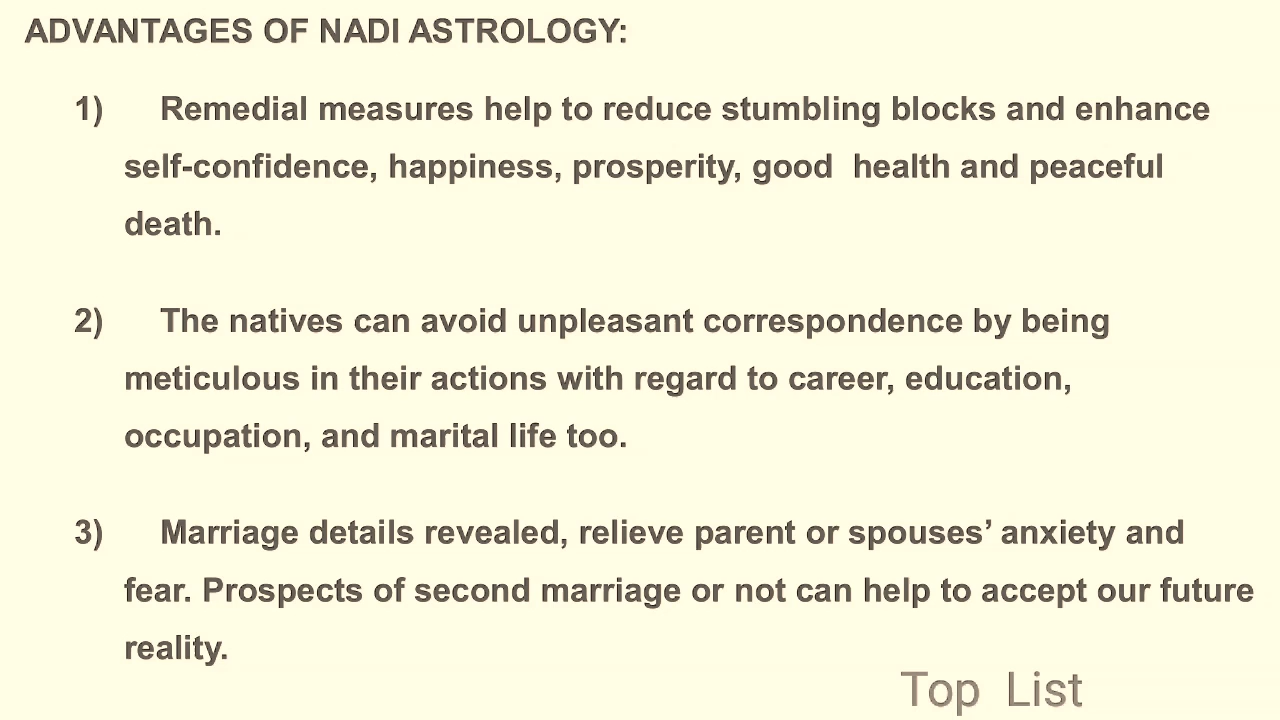 ADVANTAGES OF NADI ASTROLOGY:
1) Remedial measures help to reduce stumbling blocks and enhance
self-confidence, happiness, prosperity, good health and peaceful
death.
2) The natives can avoid unpleasant correspondence by being
meticulous in their actions with regard to career, education,
occupation, and marital life too.
3) Marriage details revealed, relieve parent or spouses’ anxiety and
fear. Prospects of second marriage or not can help to accept our future
reality.
Top List